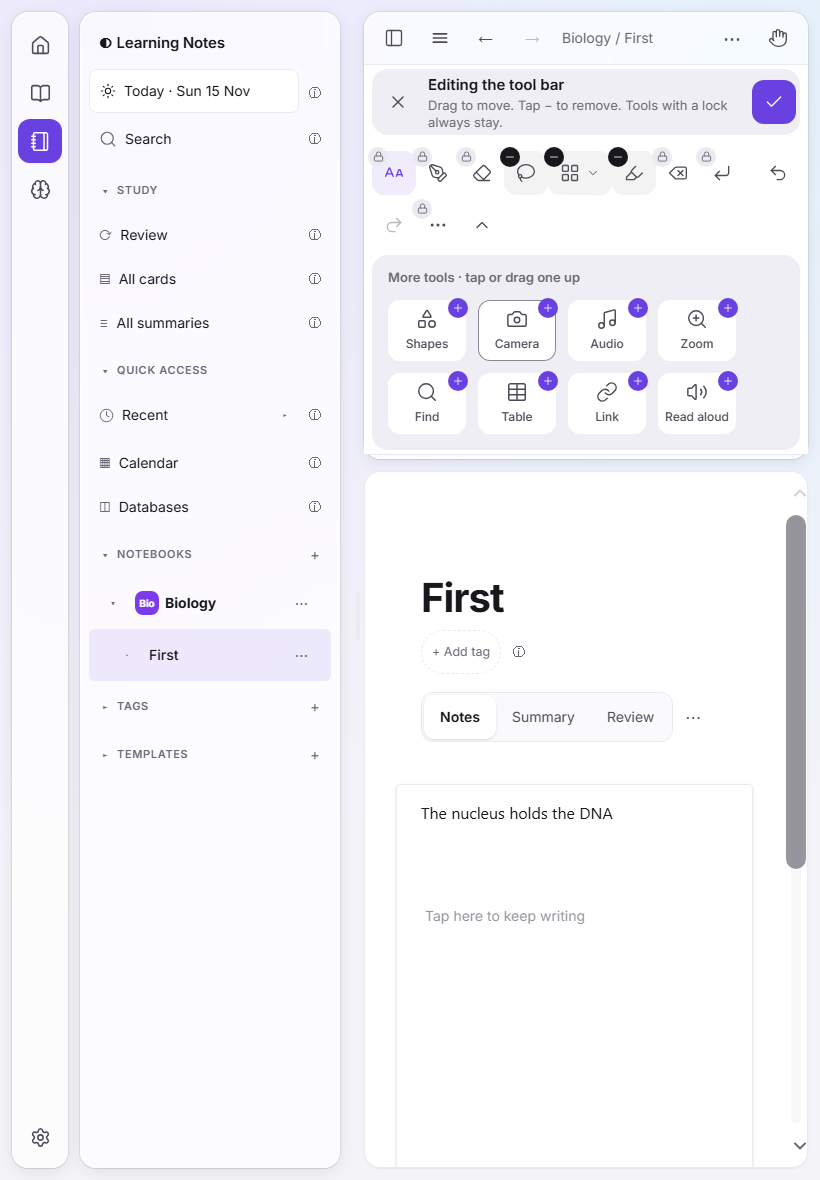 Learning Notes
Today · Sun 15 Nov
Search
STUDY
Review
All cards
All summaries
QUICK ACCESS
Recent
Calendar
Databases
NOTEBOOKS
Bio Biology
First
TAGS
TEMPLATES
Biology / First
Editing the tool bar
Drag to move. Tap − to remove. Tools with a lock
always stay.
More tools · tap or drag one up
Shapes Camera Audio Zoom
Find Table Link Read aloud
First
+ Add tag
Notes Summary Review
The nucleus holds the DNA
Tap here to keep writing